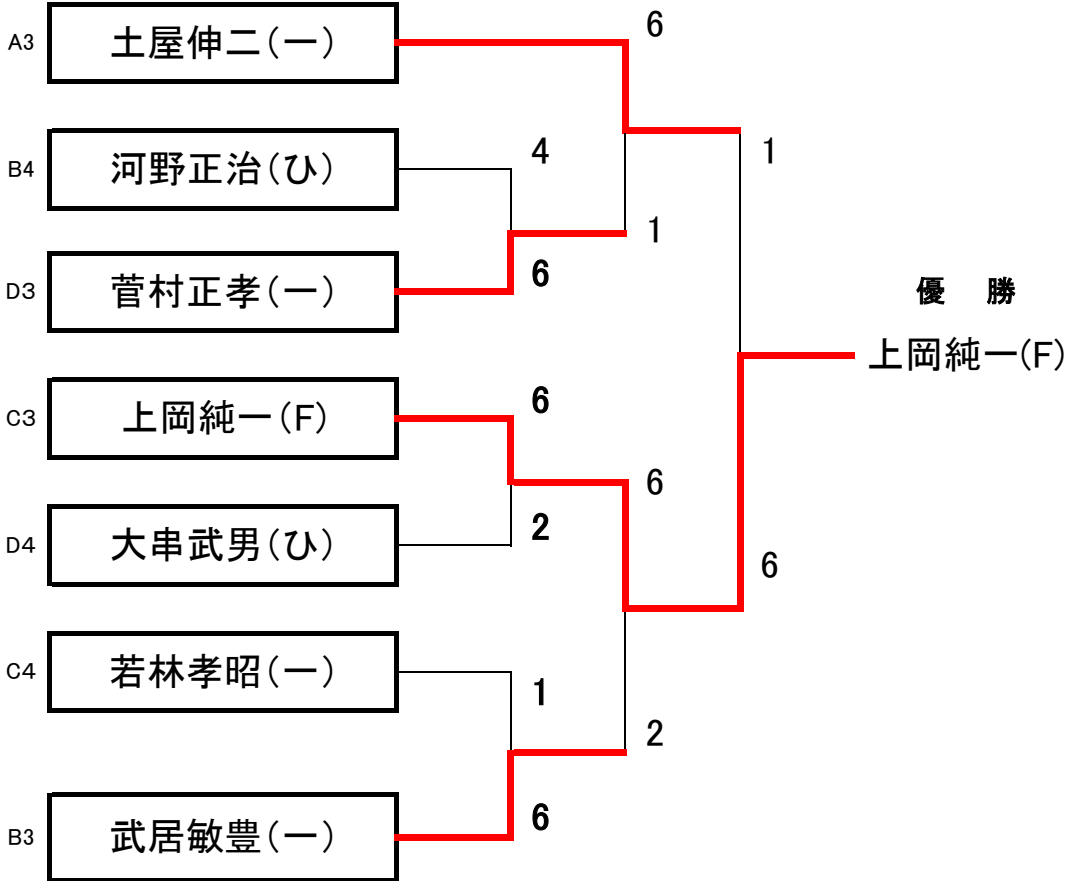 A3 土屋伸二(一) 6
B4 河野正治(ひ) 4 1
1
D3 菅村正孝(一) 6
優 勝
上岡純一(F)
C3 上岡純一(F) 6
6
D4 大串武男(ひ) 2
6
C4 若林孝昭(一) 1
2
B3 武居敏豊(一) 6